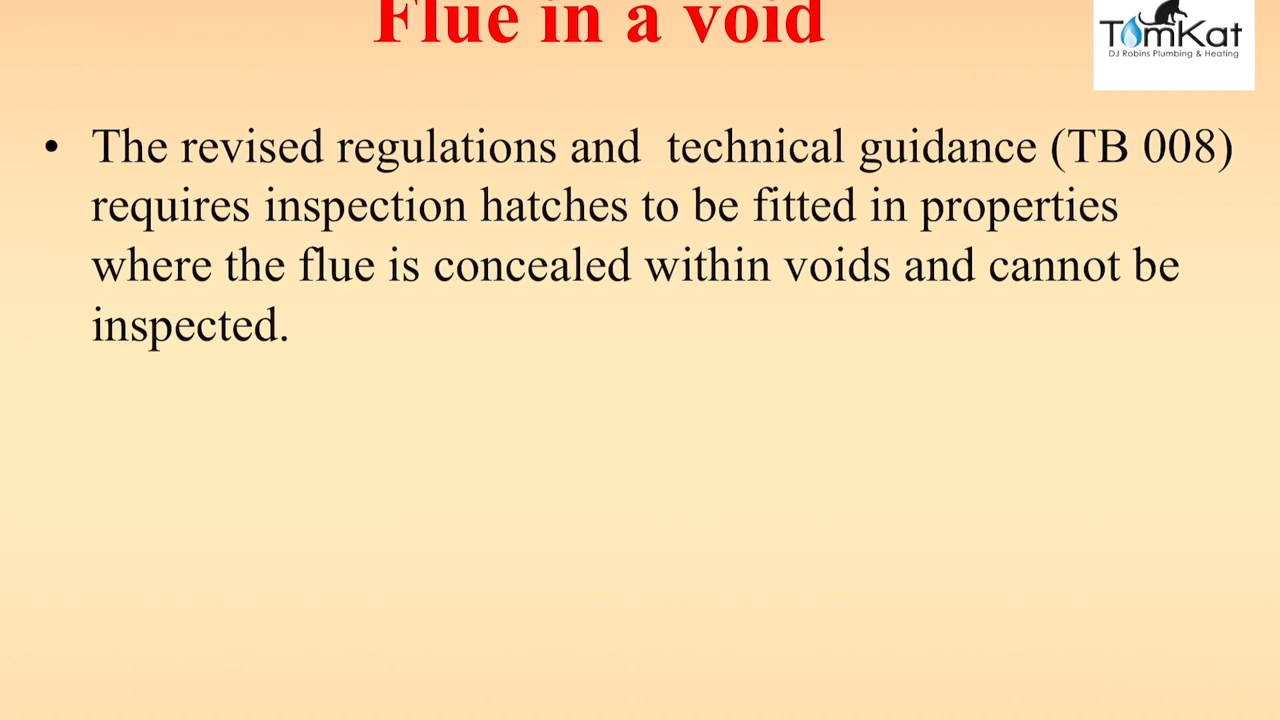 Flue in a void
TomKat
DJ Robins Plumbing & Heating
• The revised regulations and technical guidance (TB 008)
requires inspection hatches to be fitted in properties
where the flue is concealed within voids and cannot be
inspected.